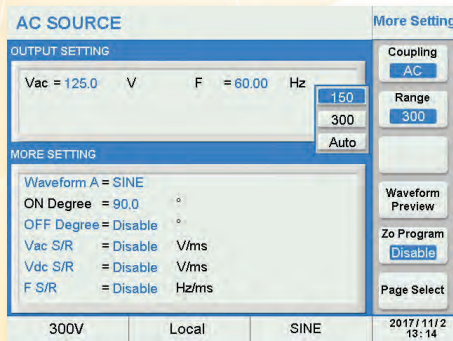 AC SOURCE
More Setting
OUTPUT SETTING
Vac = 125.0 V F = 60.00 Hz
150
300
Auto
MORE SETTING
Waveform A = SINE
ON Degree = 90.0 °
OFF Degree = Disable °
Vac S/R = Disable V/ms
Vdc S/R = Disable V/ms
F S/R = Disable Hz/ms
Coupling
AC
Range
300
Waveform
Preview
Zo Program
Disable
Page Select
300V Local SINE
2017/11/2
13:14